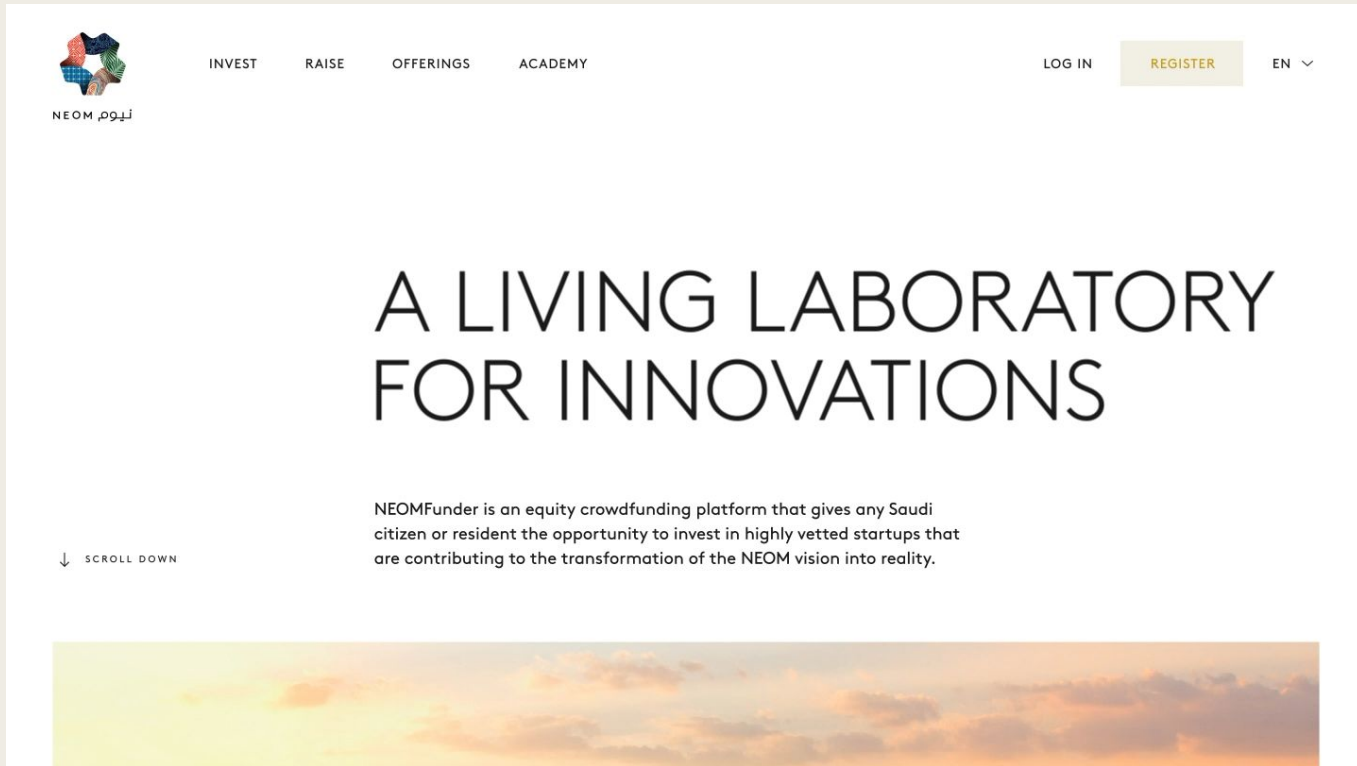 INVEST
RAISE
OFFERINGS
ACADEMY
LOG IN
REGISTER
EN
NEOM نيوم
A LIVING LABORATORY
FOR INNOVATIONS
NEOMFunder is an equity crowdfunding platform that gives any Saudi
citizen or resident the opportunity to invest in highly vetted startups that
are contributing to the transformation of the NEOM vision into reality.
SCROLL DOWN